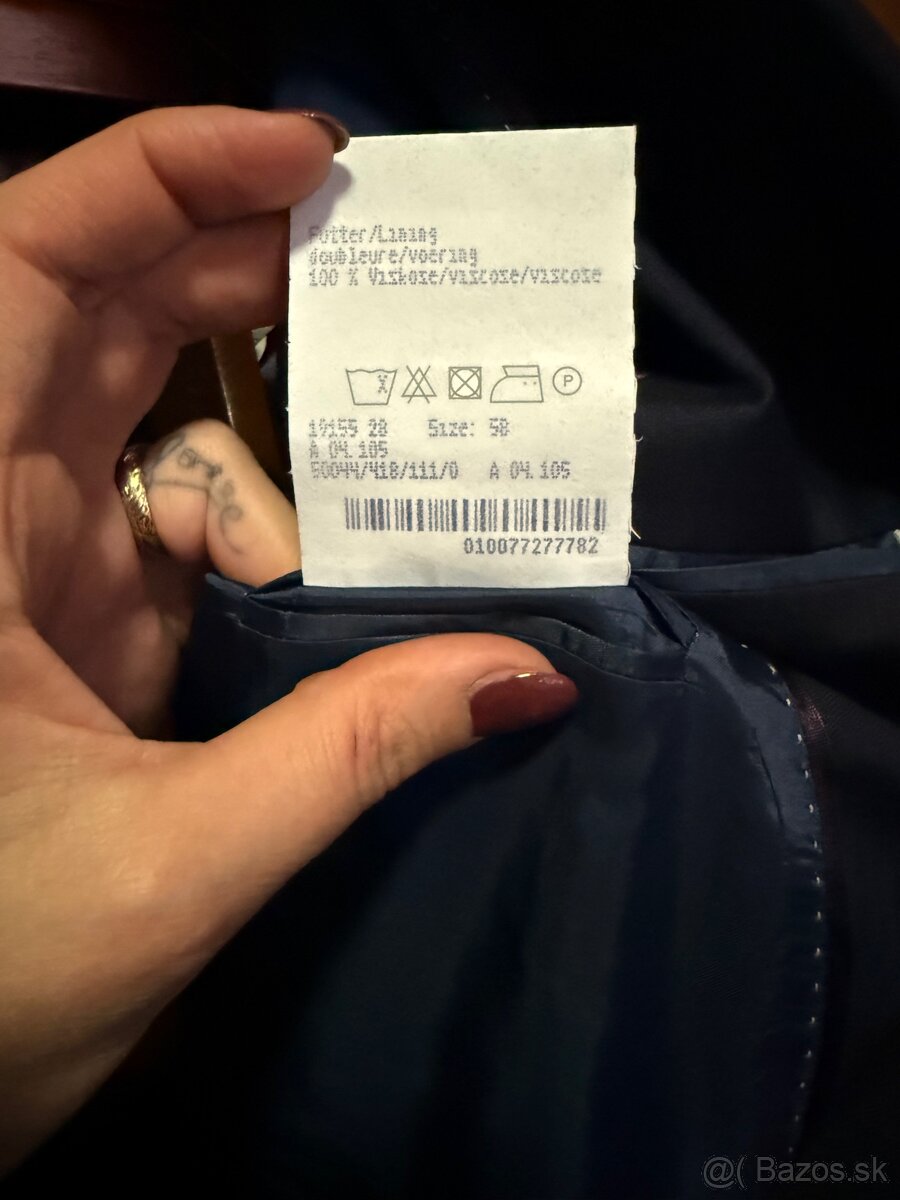 Futter/Lining
doublure/voering
100 % Viskose/viscose/viscose
P
19155 28 Size: 58
A 04.105
50044/418/111/0 A 04.105
010077277782
@( Bazos.sk